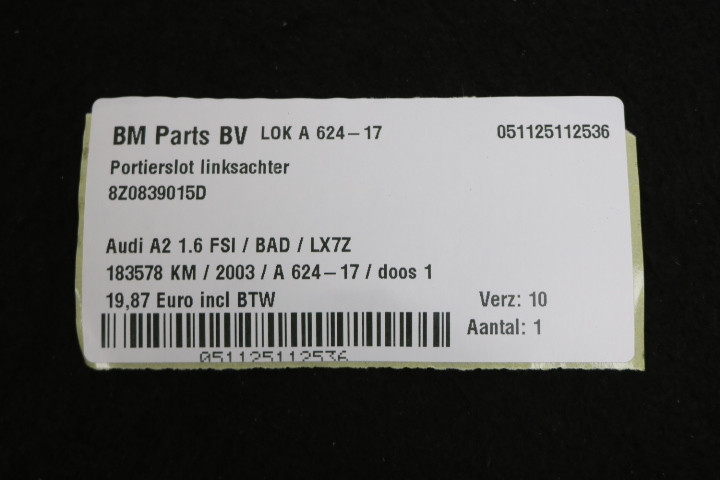 BM Parts BV LOK A 624-17 051125112536
Portierslot linksachter
8Z0839015D
Audi A2 1.6 FSI / BAD / LX7Z
183578 KM / 2003 / A 624-17 / doos 1
19,87 Euro incl BTW Verz: 10
Aantal: 1
051125112536